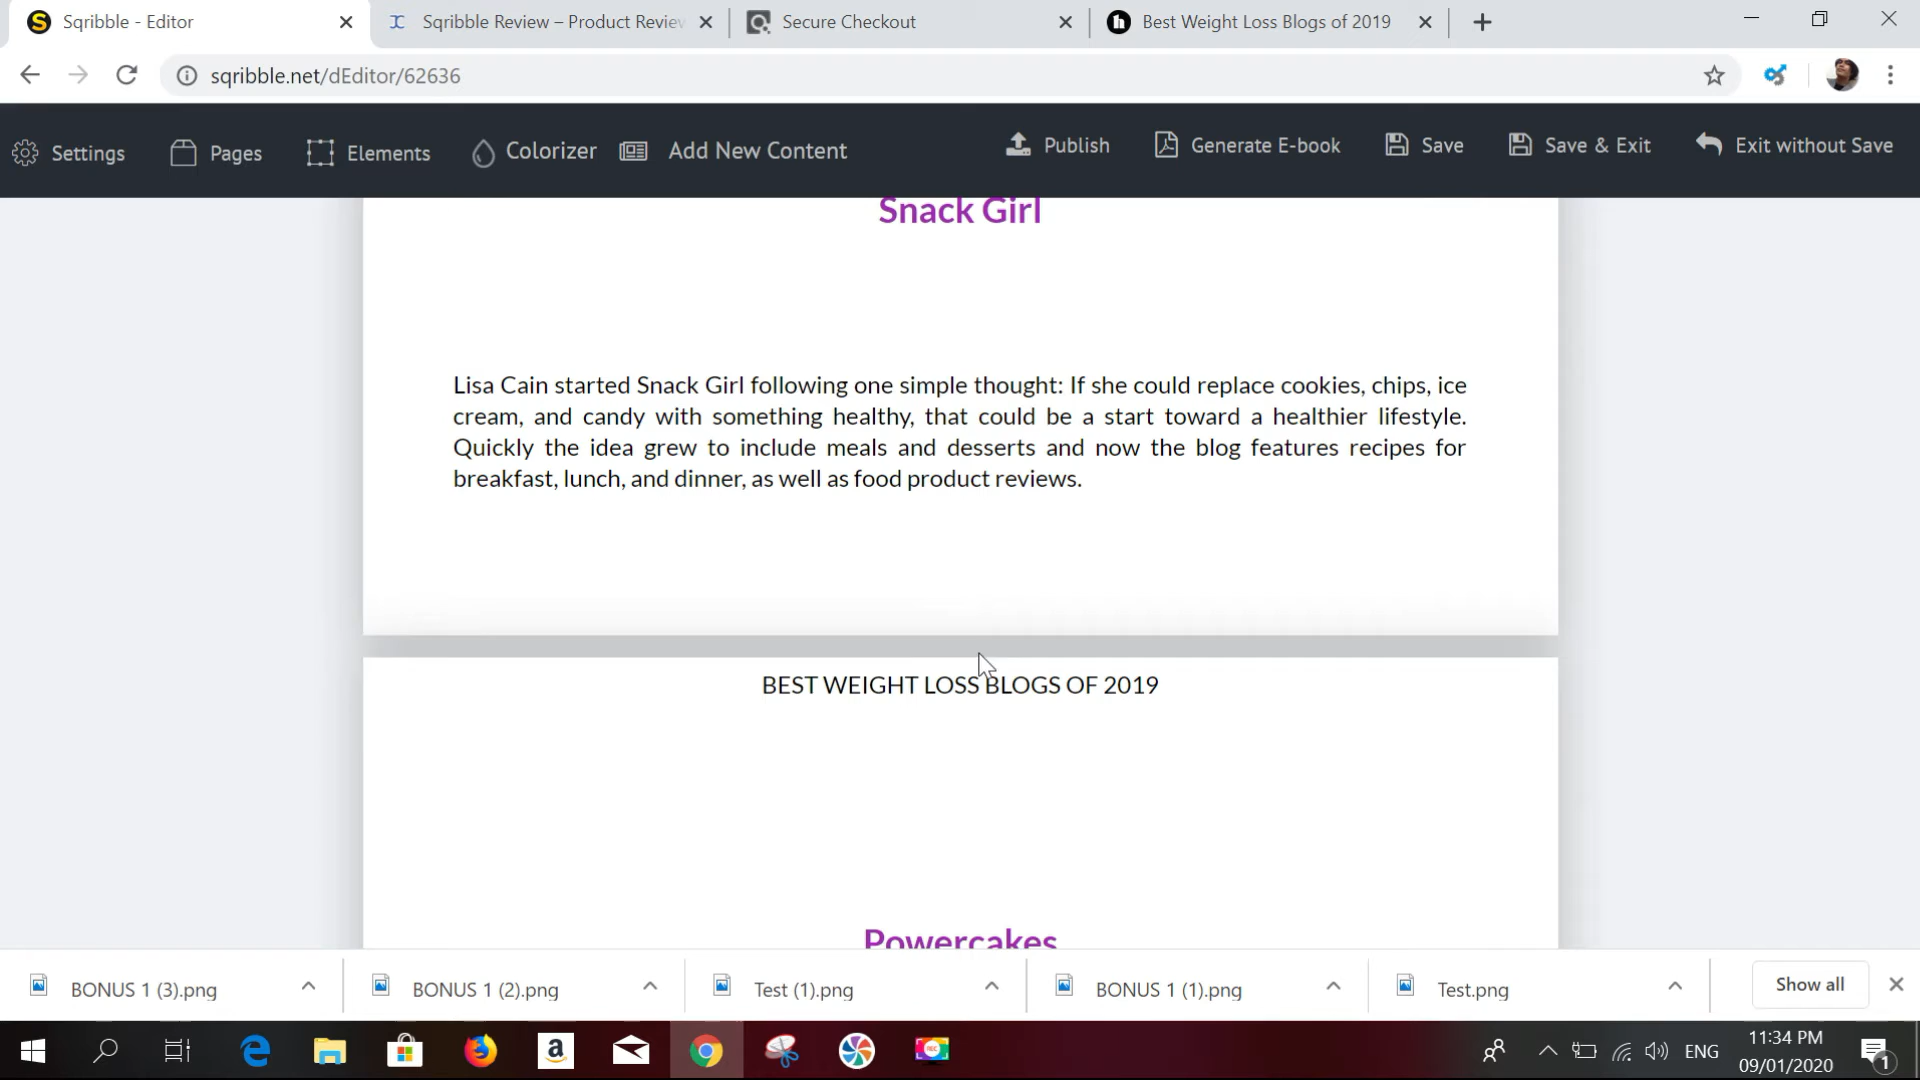 Sqribble - Editor
Sqribble Review – Product Review
Secure Checkout
Best Weight Loss Blogs of 2019
sqribble.net/dEditor/62636
Settings
Pages
Elements
Colorizer
Add New Content
Publish
Generate E-book
Save
Save & Exit
Exit without Save
Snack Girl
Lisa Cain started Snack Girl following one simple thought: If she could replace cookies, chips, ice
cream, and candy with something healthy, that could be a start toward a healthier lifestyle.
Quickly the idea grew to include meals and desserts and now the blog features recipes for
breakfast, lunch, and dinner, as well as food product reviews.
BEST WEIGHT LOSS BLOGS OF 2019
Powercakes
BONUS 1 (3).png
BONUS 1 (2).png
Test (1).png
BONUS 1 (1).png
Test.png
Show all
REC
ENG
11:34 PM
09/01/2020
1